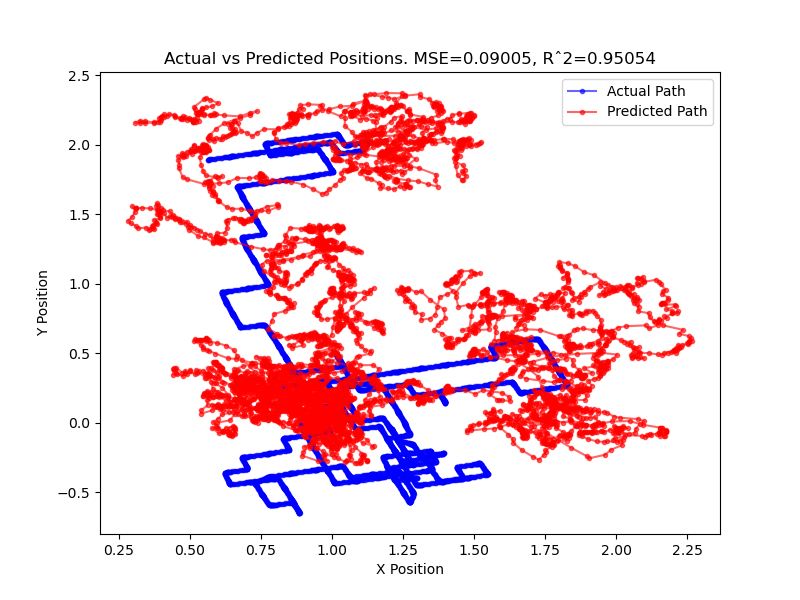 Actual vs Predicted Positions. MSE=0.09005, Rˆ2=0.95054
2.5
2.0
1.5
1.0
0.5
0.0
−0.5
Y Position
Actual Path
Predicted Path
0.25 0.50 0.75 1.00 1.25 1.50 1.75 2.00 2.25
X Position